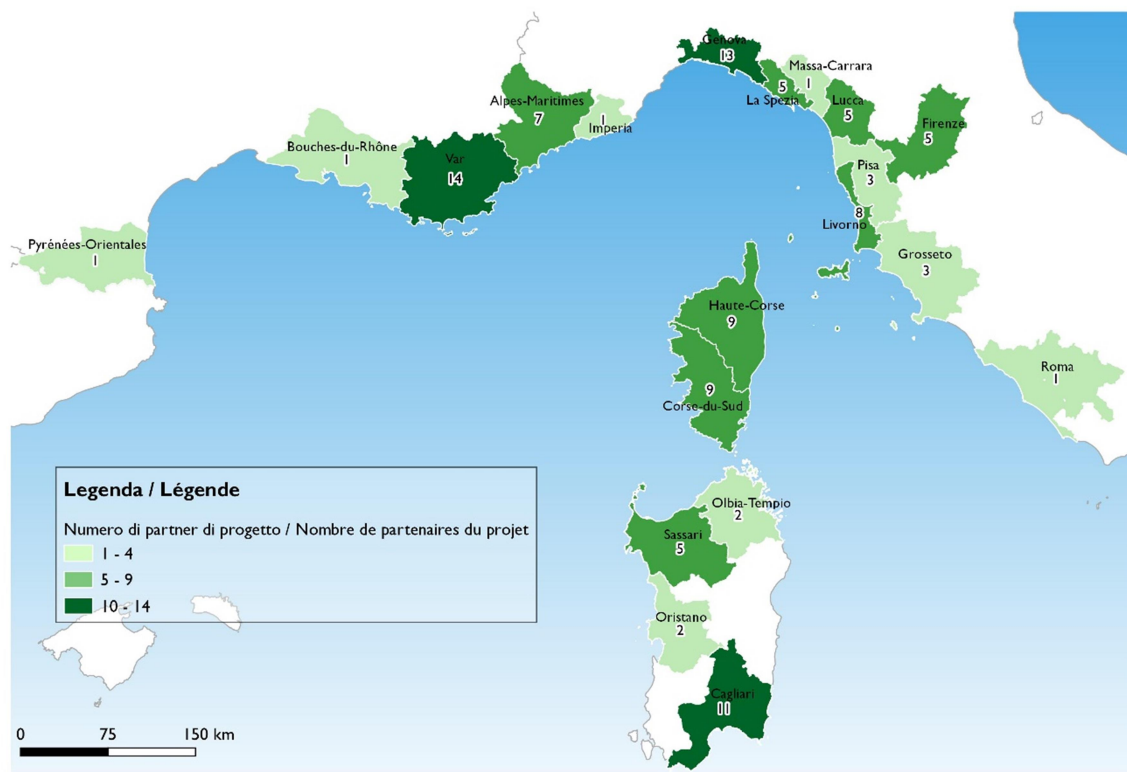 Genova
13
Massa-Carrara
1
5
La Spezia
Lucca
5
Firenze
5
Alpes-Maritimes
7
1
Imperia
Bouches-du-Rhône
1
Var
14
Pisa
3
8
Livorno
Pyrénées-Orientales
1
Grosseto
3
Haute-Corse
9
Roma
1
9
Corse-du-Sud
Legenda / Légende
Numero di partner di progetto / Nombre de partenaires du projet
1 - 4
5 - 9
10 - 14
Olbia-Tempio
2
Sassari
5
Oristano
2
Cagliari
11
0 75 150 km